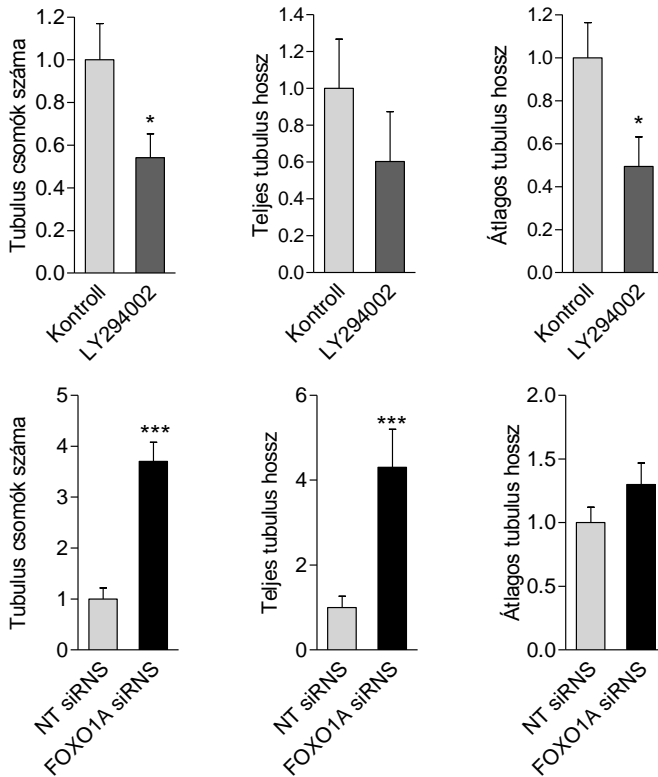 Tubulus csomók száma
1.2
1.0
0.8
0.6
0.4
0.2
0.0
*
Kontroll
LY294002
Teljes tubulus hossz
1.4
1.2
1.0
0.8
0.6
0.4
0.2
0.0
Kontroll
LY294002
Átlagos tubulus hossz
1.2
1.0
0.8
0.6
0.4
0.2
0.0
*
Kontroll
LY294002
Tubulus csomók száma
5
4
3
2
1
0
***
NT siRNS
FOXO1A siRNS
Teljes tubulus hossz
6
4
2
0
***
NT siRNS
FOXO1A siRNS
Átlagos tubulus hossz
2.0
1.5
1.0
0.5
0.0
NT siRNS
FOXO1A siRNS